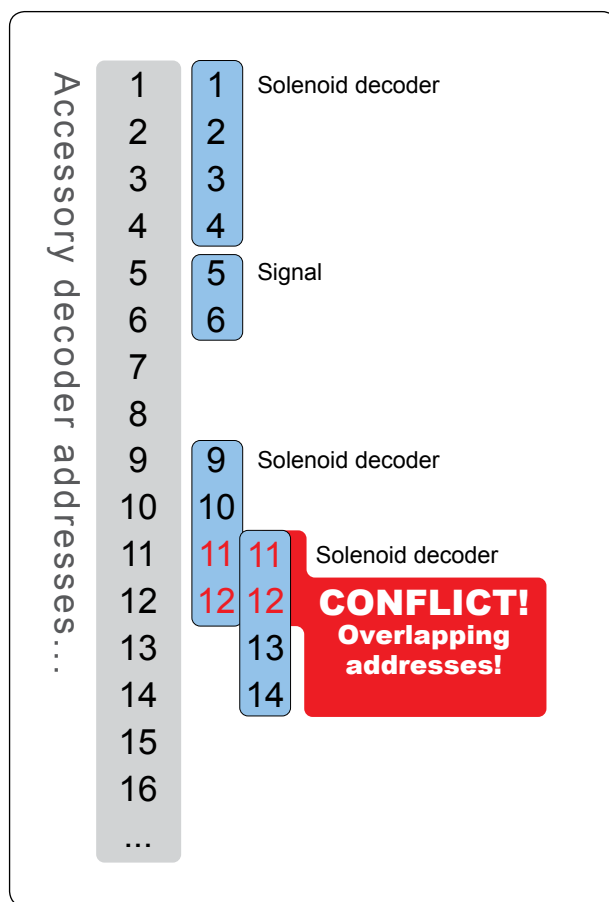 Accessory decoder addresses...
1 1 Solenoid decoder
2 2
3 3
4 4
5 5 Signal
6 6
7
8
9 9 Solenoid decoder
10 10
11 11 11 Solenoid decoder
12 12 12 CONFLICT!
Overlapping
13 13
addresses!
14 14
15
16
...